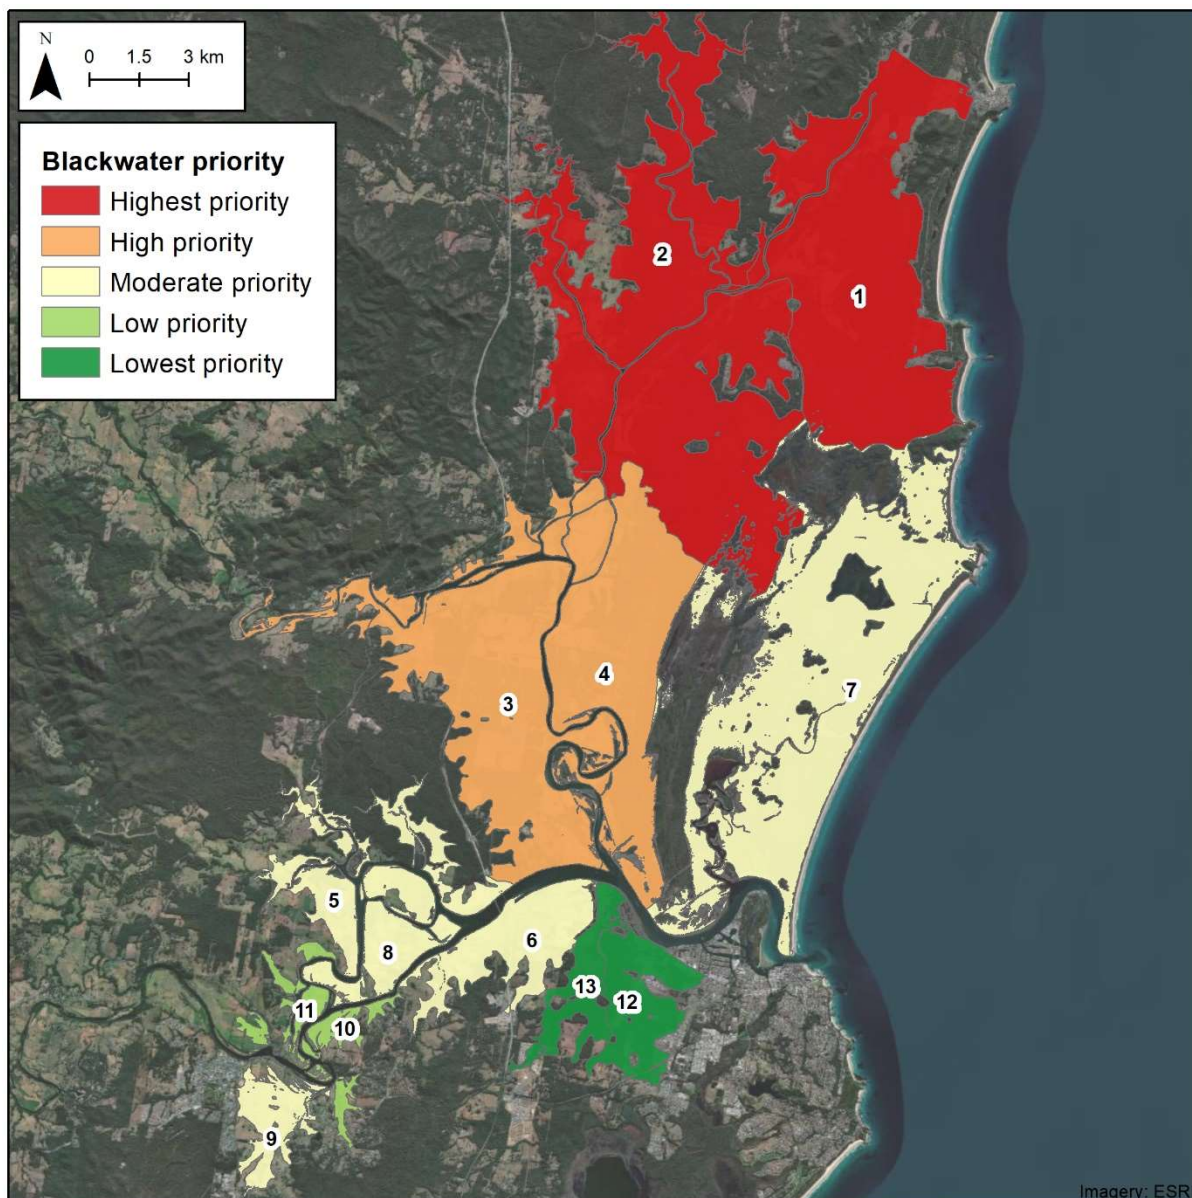 N
0 1.5 3 km
Blackwater priority
Highest priority
High priority
Moderate priority
Low priority
Lowest priority
2
1
4
3
7
5
6
8
13
12
11
10
9
Imagery: ESR